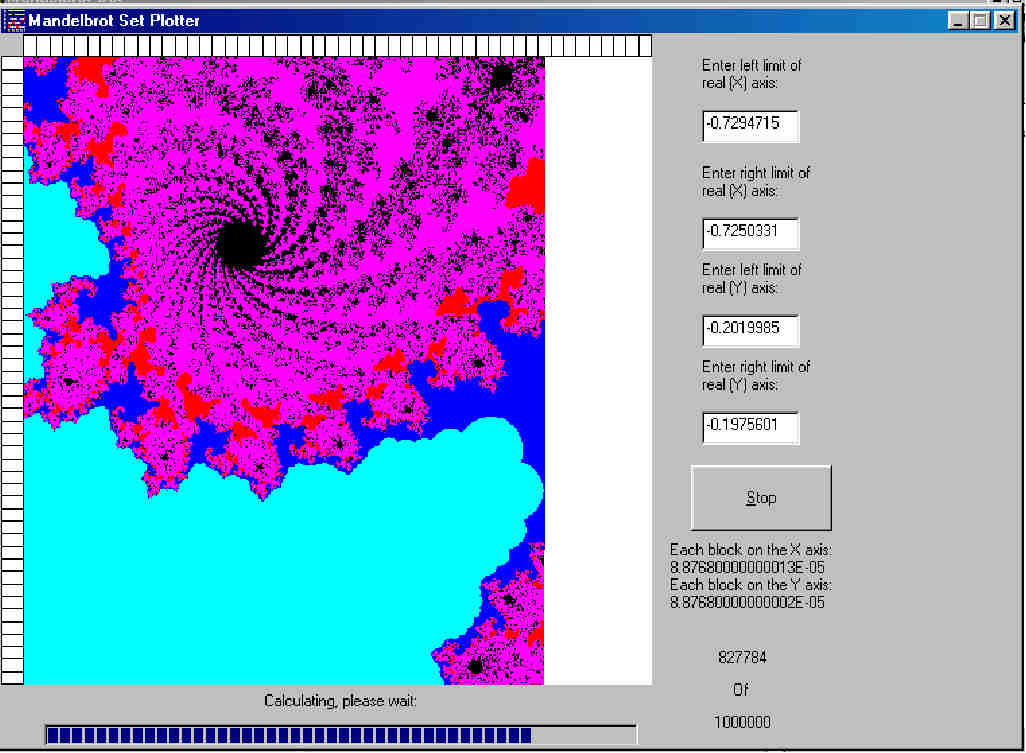 Mandelbrot Set Plotter
Enter left limit of
real (X) axis:
-0.7294715
Enter right limit of
real (X) axis:
-0.7250331
Enter left limit of
real (Y) axis:
-0.2019985
Enter right limit of
real (Y) axis:
-0.1975601
Stop
Each block on the X axis:
8.87680000000013E-05
Each block on the Y axis:
8.87680000000002E-05
827784
Of
1000000
Calculating, please wait: